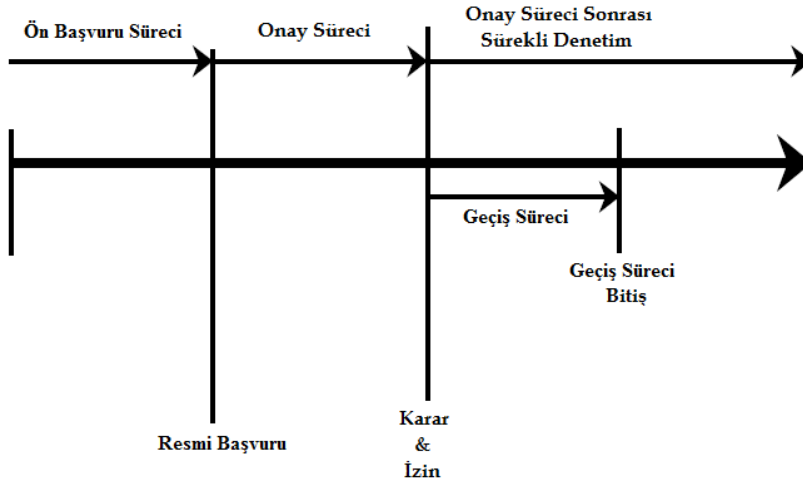 Ön Başvuru Süreci
Onay Süreci
Onay Süreci Sonrası
Sürekli Denetim
Geçiş Süreci
Geçiş Süreci
Bitiş
Resmi Başvuru
Karar
&
İzin